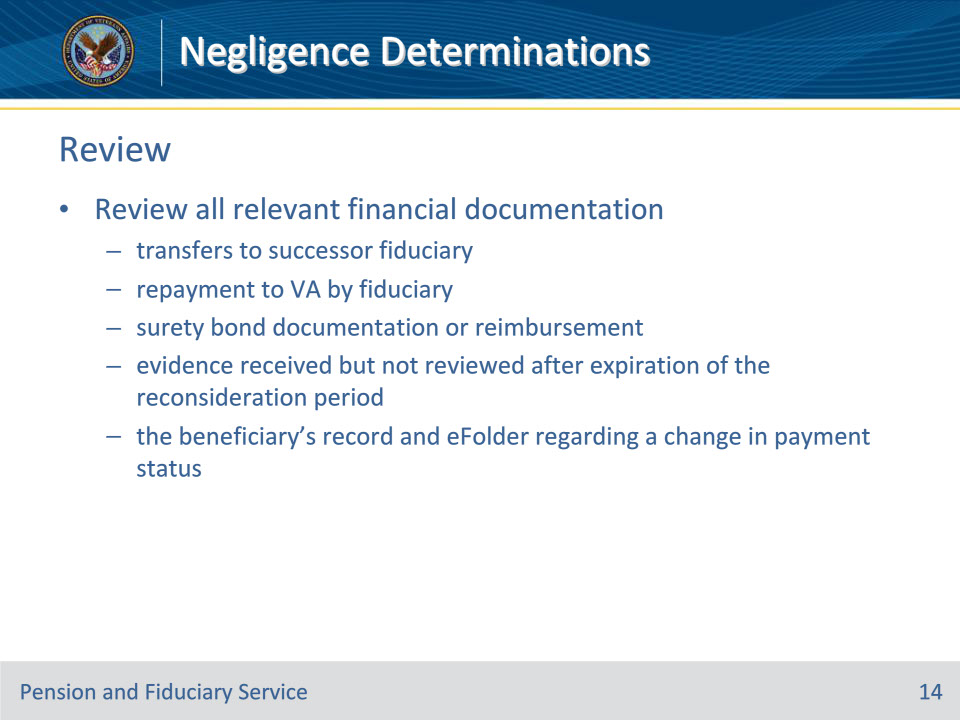 Negligence Determinations
Review
• Review all relevant financial documentation
– transfers to successor fiduciary
– repayment to VA by fiduciary
– surety bond documentation or reimbursement
– evidence received but not reviewed after expiration of the
reconsideration period
– the beneficiary’s record and eFolder regarding a change in payment
status
Pension and Fiduciary Service
14